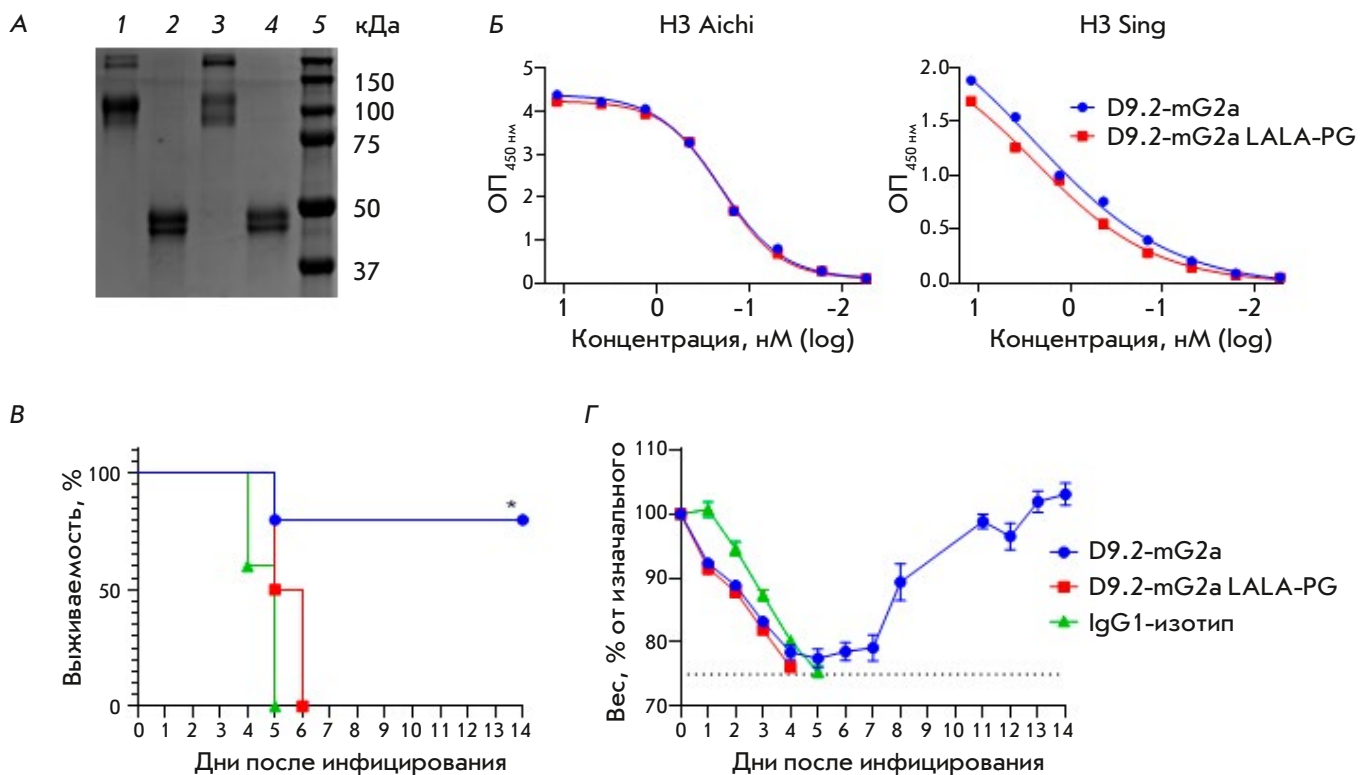 А
1 2 3 4 5 кДа
150
100
75
50
37
Б
H3 Aichi
5
4
3
2
1
0
ОП450 нм
1 0 -1 -2
Концентрация, нМ (log)
H3 Sing
2.0
1.5
1.0
0.5
0.0
ОП450 нм
1 0 -1 -2
Концентрация, нМ (log)
D9.2-mG2a
D9.2-mG2a LALA-PG
В
100
50
0
Выживаемость, %
*
0 1 2 3 4 5 6 7 8 9 10 11 12 13 14
Дни после инфицирования
Г
110
100
90
80
70
Вес, % от изначального
0 1 2 3 4 5 6 7 8 9 10 11 12 13 14
Дни после инфицирования
D9.2-mG2a
D9.2-mG2a LALA-PG
IgG1-изотип